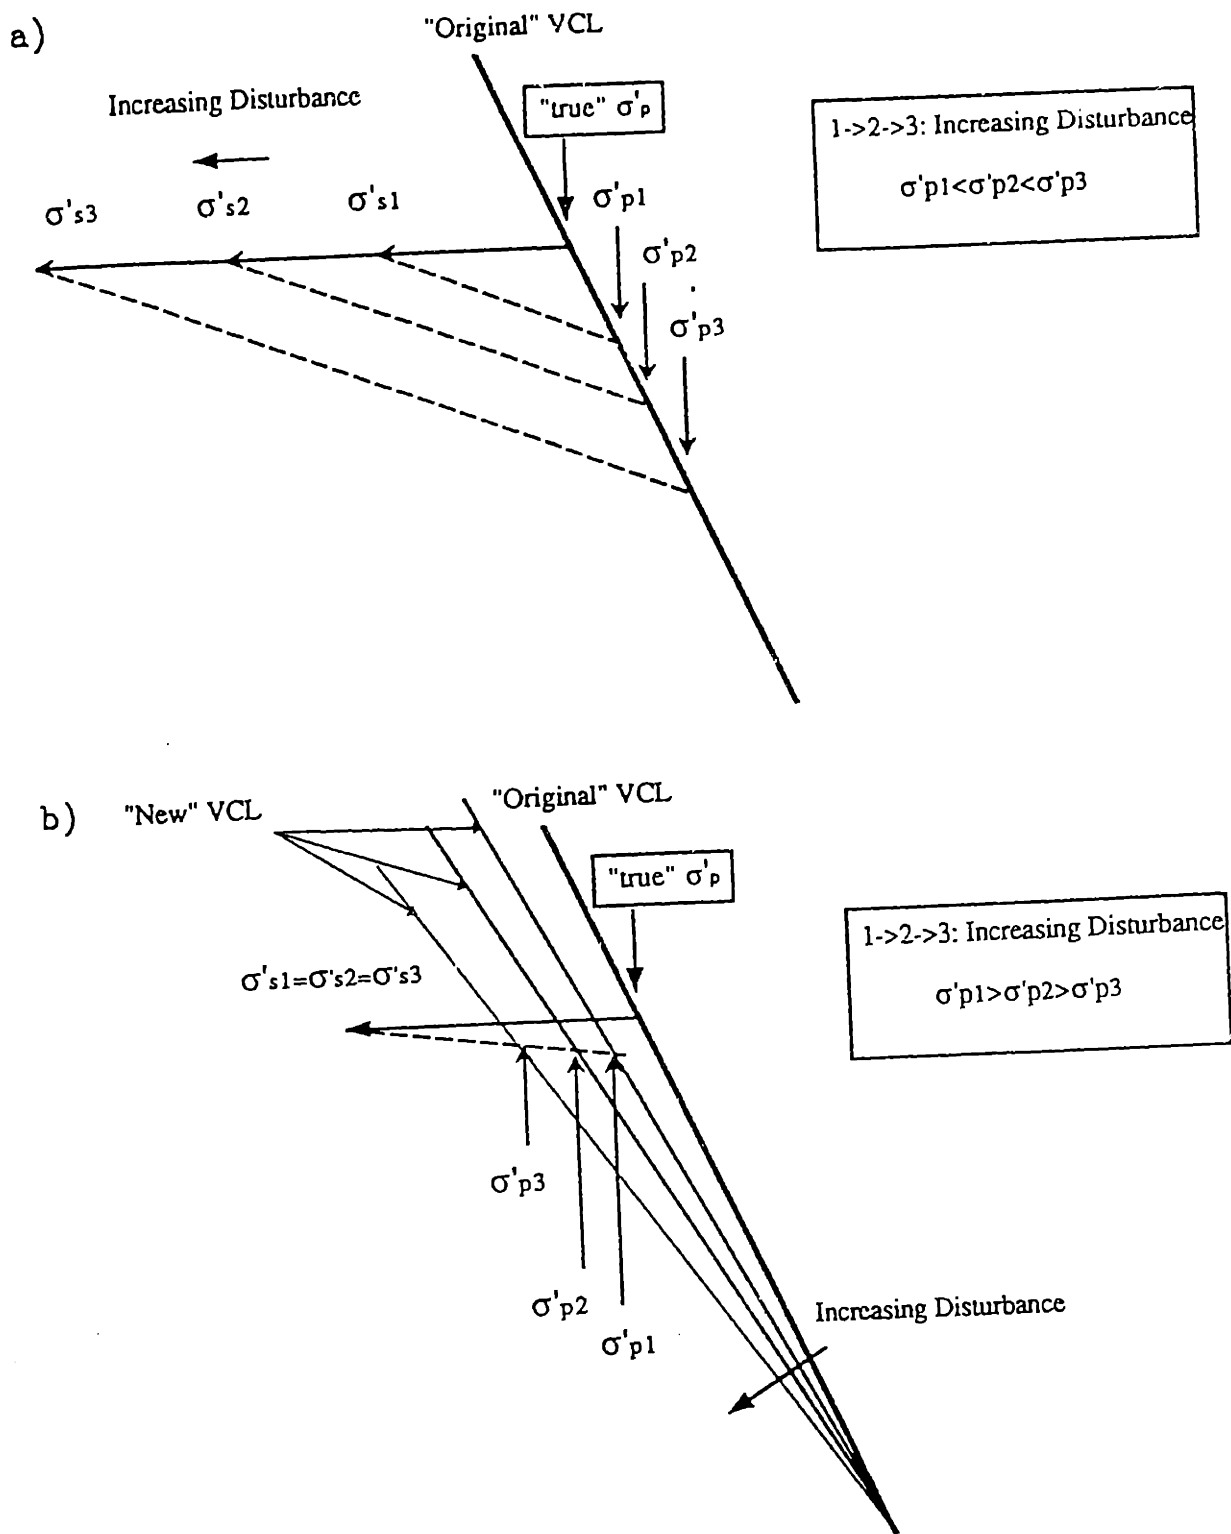 a)
"Original" VCL
Increasing Disturbance
"true" σ'p
1->2->3: Increasing Disturbance
σ'p1<σ'p2<σ'p3
σ's3
σ's2
σ's1
σ'p1
σ'p2
σ'p3
b)
"New" VCL
"Original" VCL
"true" σ'p
1->2->3: Increasing Disturbance
σ'p1>σ'p2>σ'p3
σ's1=σ's2=σ's3
σ'p3
σ'p2
σ'p1
Increasing Disturbance